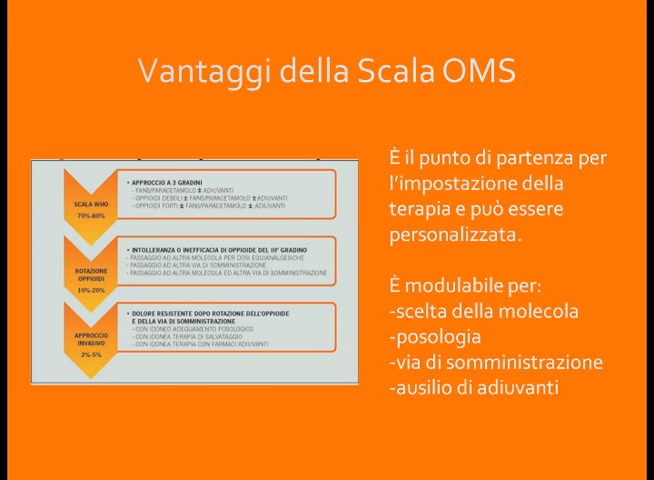 Vantaggi della Scala OMS
SCALA WHO
70%-80%
• APPROCCIO A 3 GRADINI
- FANS/PARACETAMOLO ± ADIUVANTI
- OPPIOIDI DEBOLI ± FANS/PARACETAMOLO ± ADIUVANTI
- OPPIOIDI FORTI ± FANS/PARACETAMOLO ± ADIUVANTI
ROTAZIONE
OPPIOIDI
10%-20%
• INTOLLERANZA O INEFFICACIA DI OPPIOIDE DEL III° GRADINO
- PASSAGGIO AD ALTRA MOLECOLA PER DOSI EQUIANALGESICHE
- PASSAGGIO AD ALTRA VIA DI SOMMINISTRAZIONE
- PASSAGGIO AD ALTRA MOLECOLA ED ALTRA VIA DI SOMMINISTRAZIONE
APPROCCIO
INVASIVO
2%-5%
• DOLORE RESISTENTE DOPO ROTAZIONE DELL'OPPIOIDE
E DELLA VIA DI SOMMINISTRAZIONE
- CON IDONEO ADEGUAMENTO POSOLOGICO
- CON IDONEA TERAPIA DI SALVATAGGIO
- CON IDONEA TERAPIA CON FARMACI ADIUVANTI
È il punto di partenza per
l'impostazione della
terapia e può essere
personalizzata.
È modulabile per:
-scelta della molecola
-posologia
-via di somministrazione
-ausilio di adiuvanti